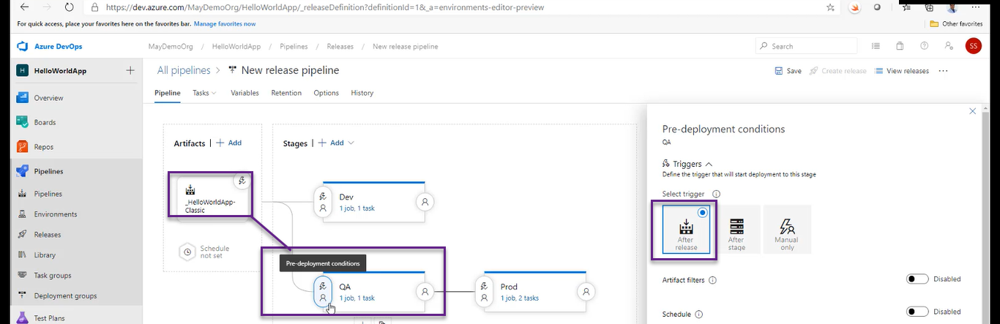 https://dev.azure.com/MayDemoOrg/HelloWorldApp/_releaseDefinition?definitionId=1&_a=environments-editor-preview
For quick access, place your favorites here on the favorites bar. Manage favorites now
Other favorites
Azure DevOps
MayDemoOrg / HelloWorldApp / Pipelines / Releases / New release pipeline
Search
SS
H HelloWorldApp
All pipelines > New release pipeline
Save
Create release
View releases
Pipeline Tasks Variables Retention Options History
Overview
Boards
Repos
Pipelines
Pipelines
Environments
Releases
Library
Task groups
Deployment groups
Test Plans
Artifacts | + Add
_HelloWorldApp-
Classic
Schedule
not set
Stages | + Add
Dev
1 job, 1 task
Pre-deployment conditions
QA
1 job, 1 task
Prod
1 job, 2 tasks
Pre-deployment conditions
QA
Triggers
Define the trigger that will start deployment to this stage
Select trigger
After
release
After
stage
Manual
only
Artifact filters
Disabled
Schedule
Disabled